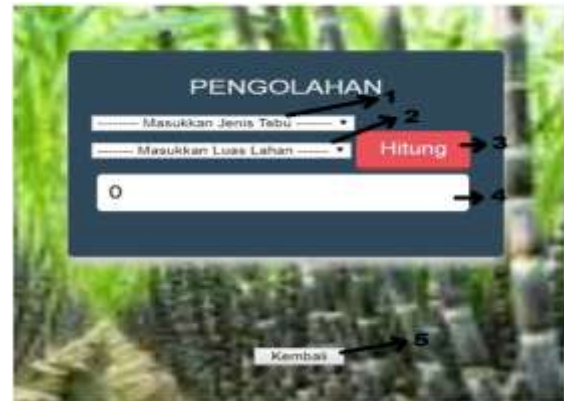 PENGOLAHAN
1
------- Masukkan Jenis Tebu -------
2
------- Masukkan Luas Lahan -------
Hitung 3
0 4
5
Kembali